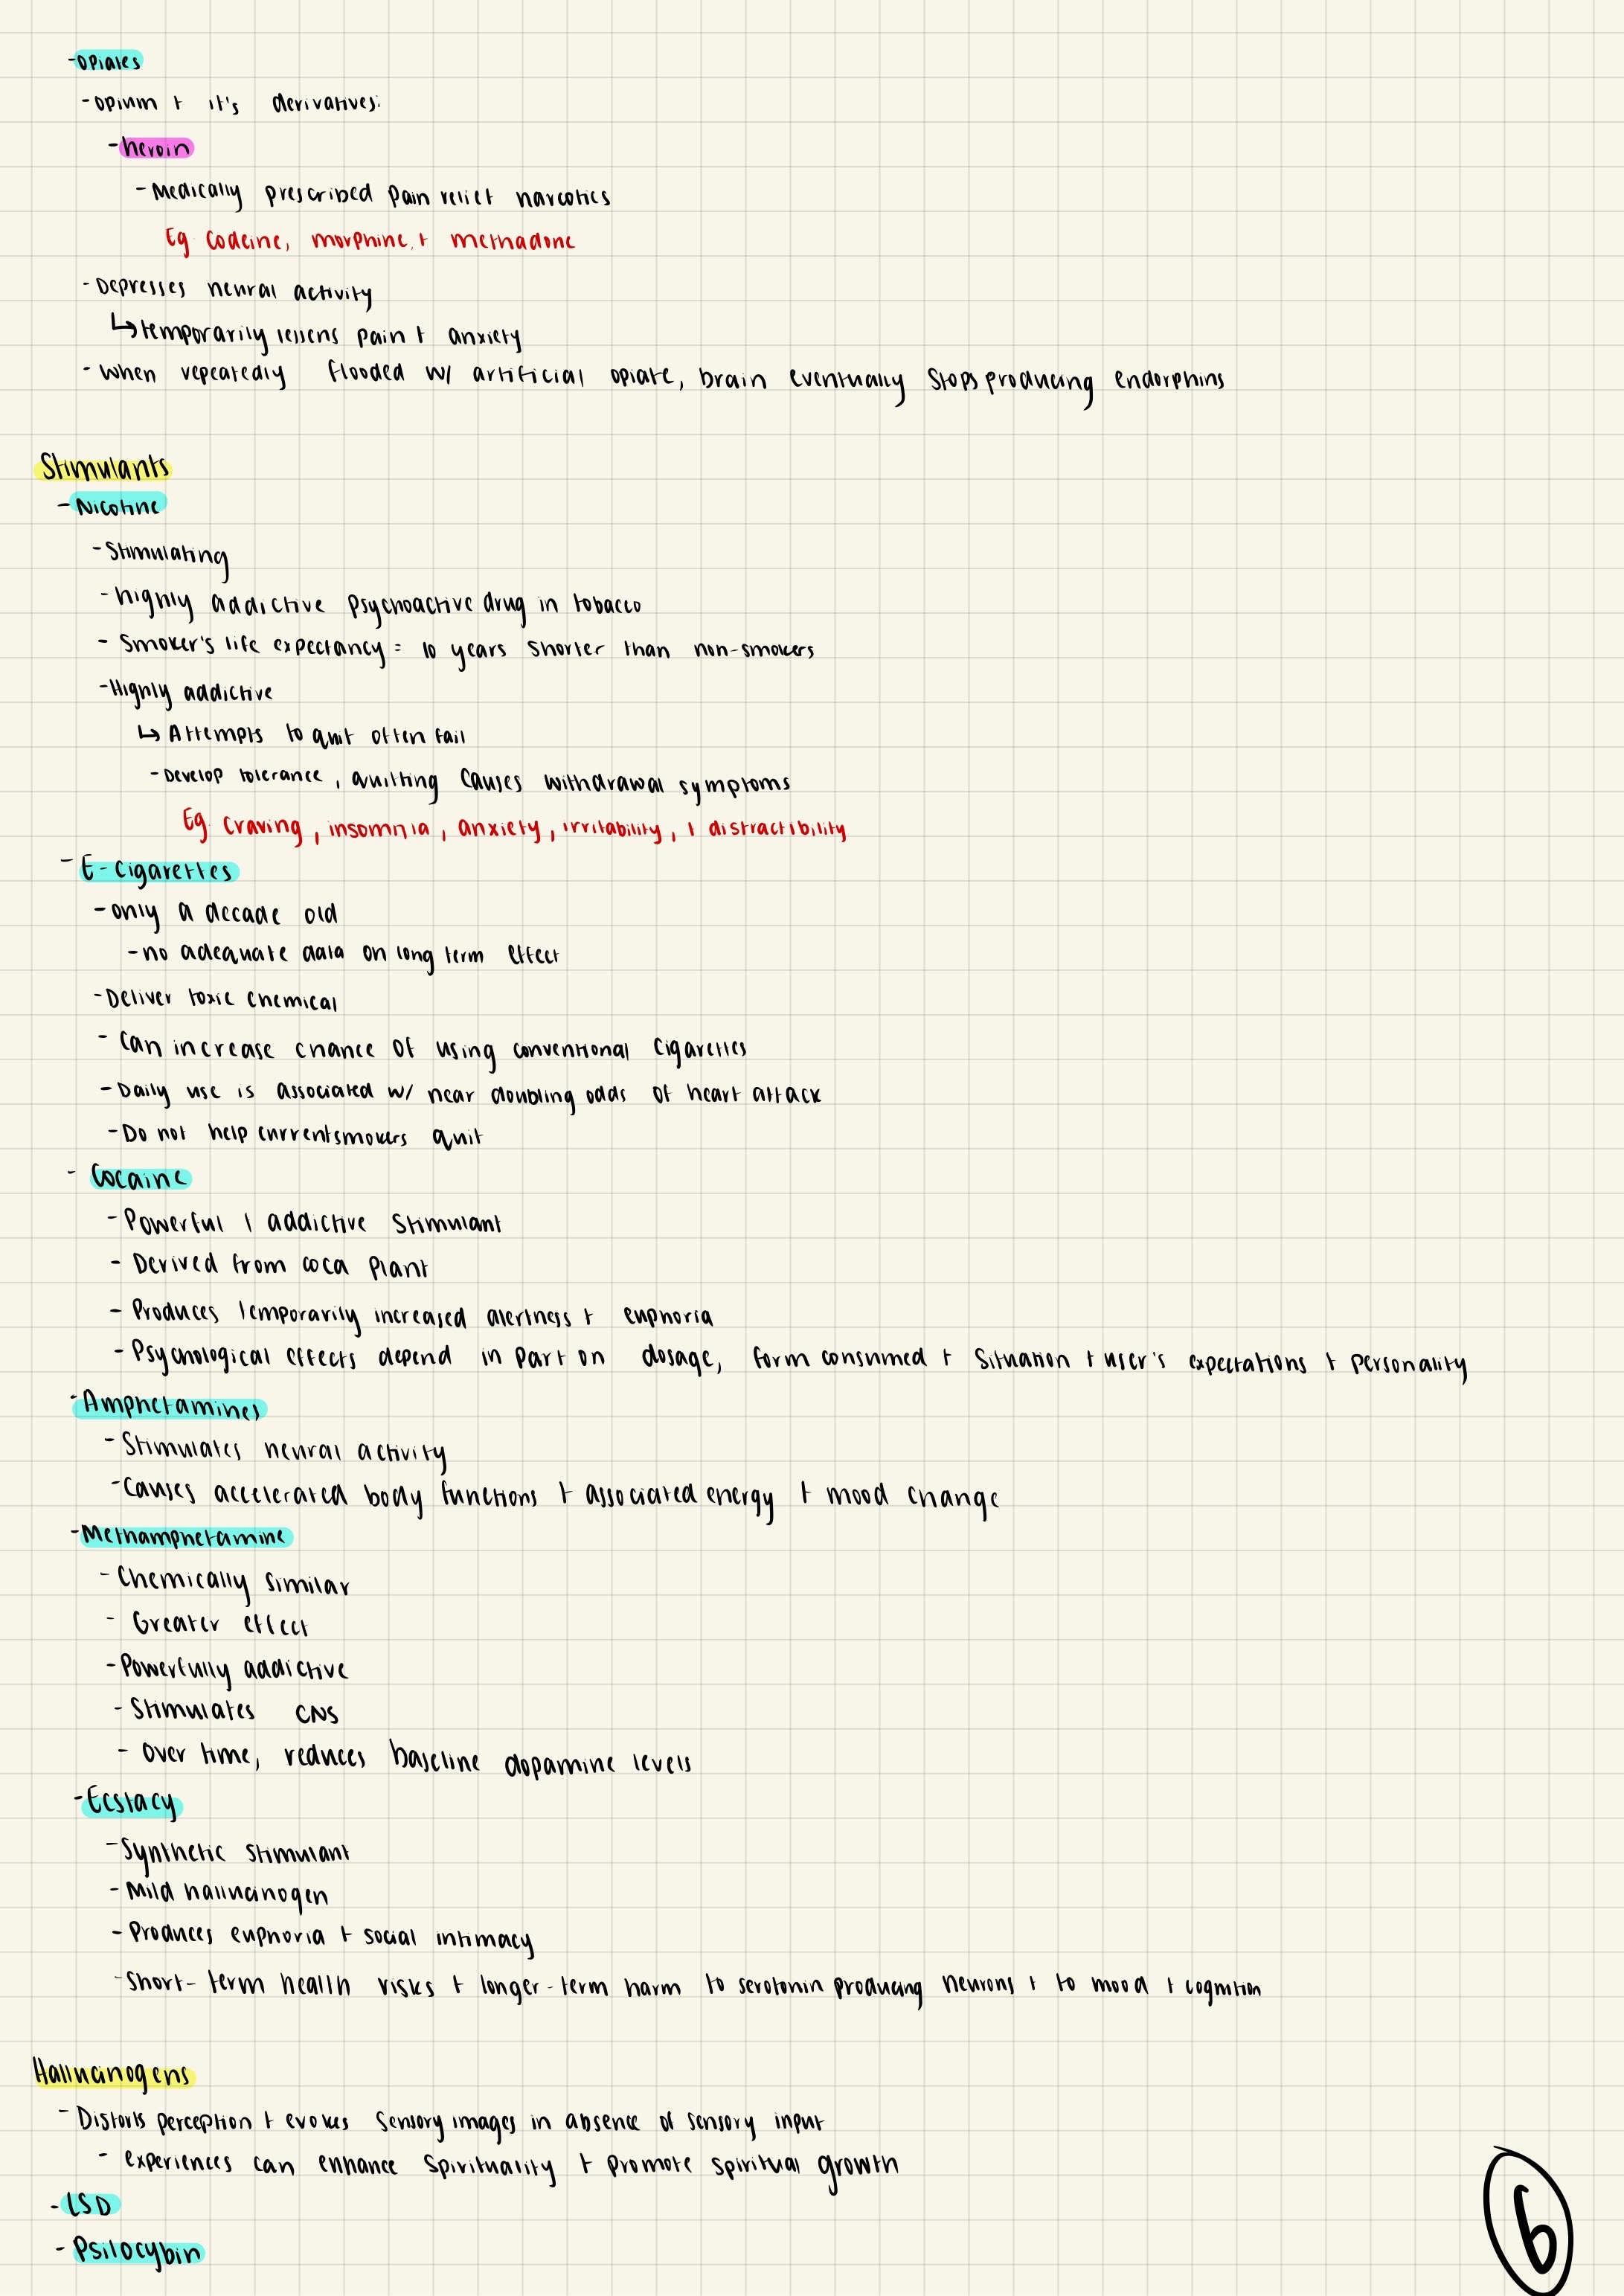 -Opiates
-Opium + it's derivatives:
-heroin
-Medically prescribed pain relief narcotics
Eg Codeine, morphine, + methadone
-Depresses neural activity
↳temporarily lessens pain + anxiety
-When repeatedly flooded w/ artificial opiate, brain eventually stops producing endorphins
Stimulants
-Nicotine
-Stimulating
-highly addictive psychoactive drug in tobacco
- Smoker's life expectancy = 10 years shorter than non-smokers
-Highly addictive
↳ Attempts to quit often fail
-Develop tolerance, quitting causes withdrawal symptoms
Eg. craving, insomnia, anxiety, irritability, + distractibility
- E-Cigarettes
-only a decade old
-no adequate data on long term effect
-Deliver toxic chemical
- Can increase chance of using conventional cigarettes
-Daily use is associated w/ near doubling odds of heart attack
-Do not help current smokers quit
- Cocaine
-Powerful + addictive stimulant
- Derived from coca plant
- Produces temporarily increased alertness + euphoria
-Psychological effects depend in part on dosage, form consumed + situation + user's expectations + personality
-Amphetamines
-Stimulates neural activity
-Causes accelerated body functions + associated energy + mood change
-Methamphetamine
-Chemically similar
- Greater effect
-Powerfully addictive
-Stimulates CNS
- Over time, reduces baseline dopamine levels
-Ecstacy
-Synthetic stimulant
-Mild hallucinogen
-Produces euphoria + social intimacy
-Short-term health risks + longer-term harm to serotonin producing neurons + to mood + cognition
Hallucinogens
-Distorts perception + evokes sensory images in absence of sensory input
- experiences can enhance spirituality + promote spiritual growth
-LSD
-Psilocybin
6